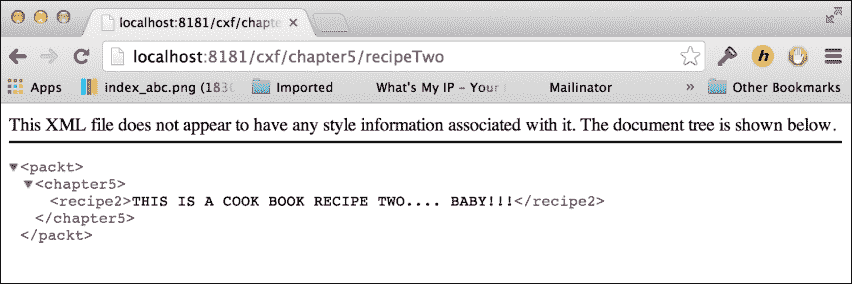 localhost:8181/cxf/chapt
localhost:8181/cxf/chapter5/recipeTwo
Apps index_abc.png (183 Imported What's My IP – Your Mailinator » Other Bookmarks
This XML file does not appear to have any style information associated with it. The document tree is shown below.
▼<packt>
▼<chapter5>
<recipe2>THIS IS A COOK BOOK RECIPE TWO.... BABY!!!</recipe2>
</chapter5>
</packt>